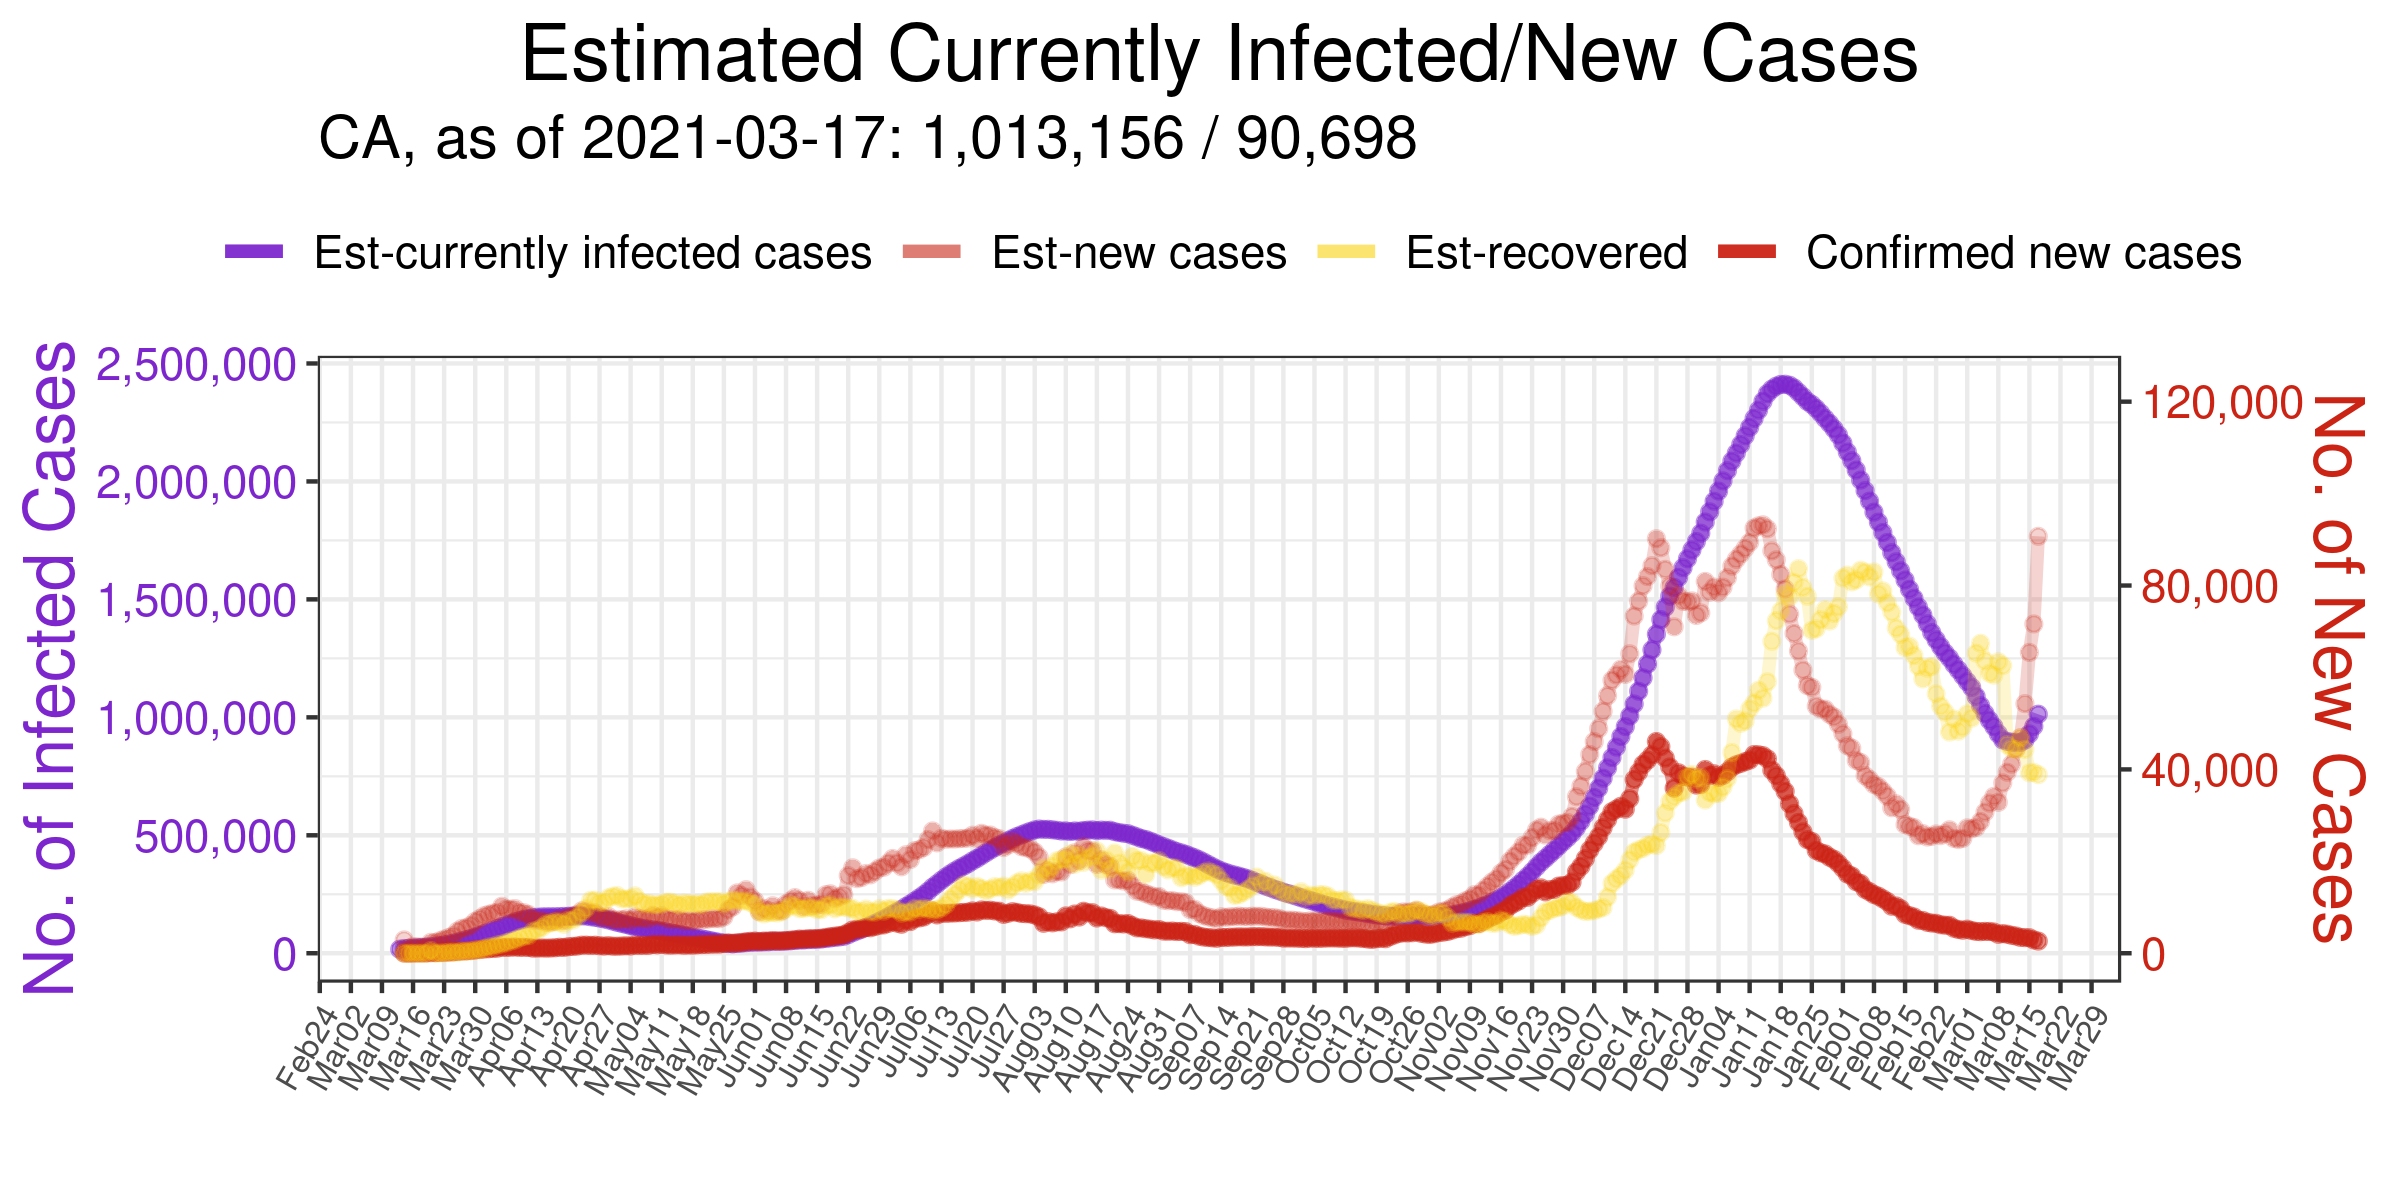 Estimated Currently Infected/New Cases
CA, as of 2021-03-17: 1,013,156 / 90,698
Est-currently infected cases Est-new cases Est-recovered Confirmed new cases
No. of Infected Cases
2,500,000
2,000,000
1,500,000
1,000,000
500,000
0
120,000
80,000
40,000
0
No. of New Cases
Feb24 Mar02 Mar09 Mar16 Mar23 Mar30 Apr06 Apr13 Apr20 Apr27 May04 May11 May18 May25 Jun01 Jun08 Jun15 Jun22 Jun29 Jul06 Jul13 Jul20 Jul27 Aug03 Aug10 Aug17 Aug24 Aug31 Sep07 Sep14 Sep21 Sep28 Oct05 Oct12 Oct19 Oct26 Nov02 Nov09 Nov16 Nov23 Nov30 Dec07 Dec14 Dec21 Dec28 Jan04 Jan11 Jan18 Jan25 Feb01 Feb08 Feb15 Feb22 Mar01 Mar08 Mar15 Mar22 Mar29